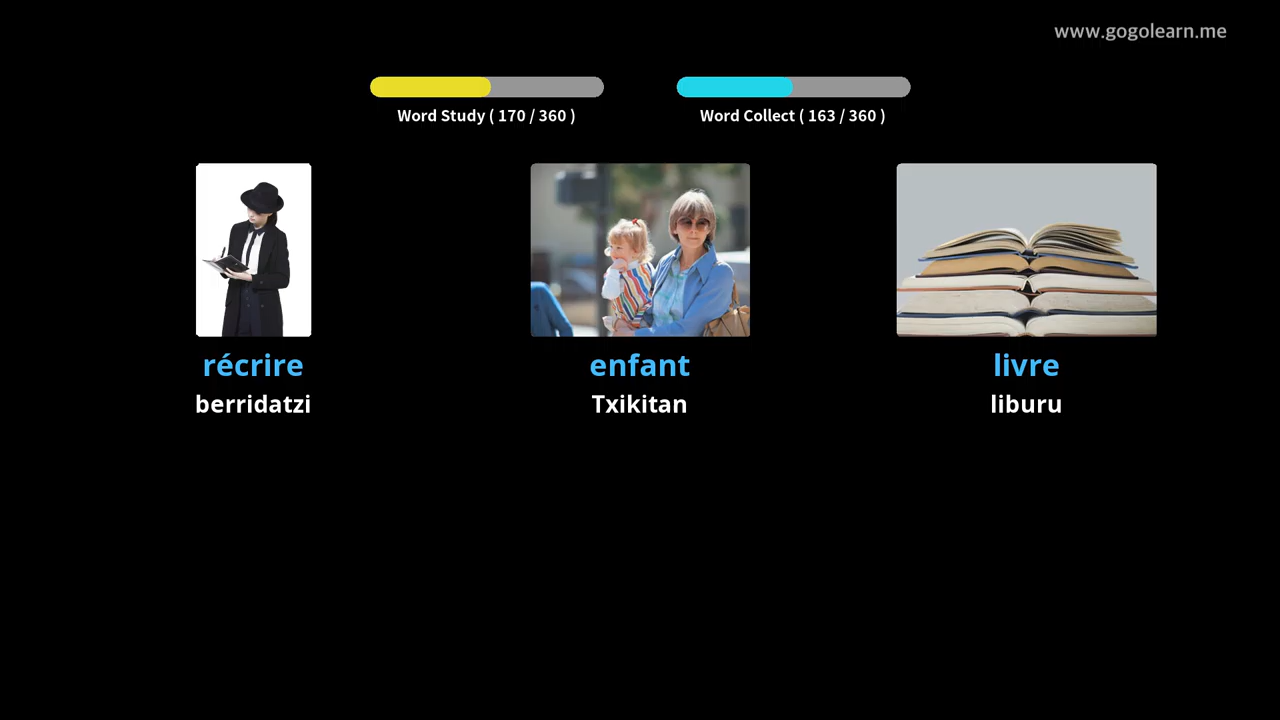 www.gogolearn.me
Word Study ( 170 / 360 )
Word Collect ( 163 / 360 )
récrire
enfant
livre
berridatzi
Txikitan
liburu